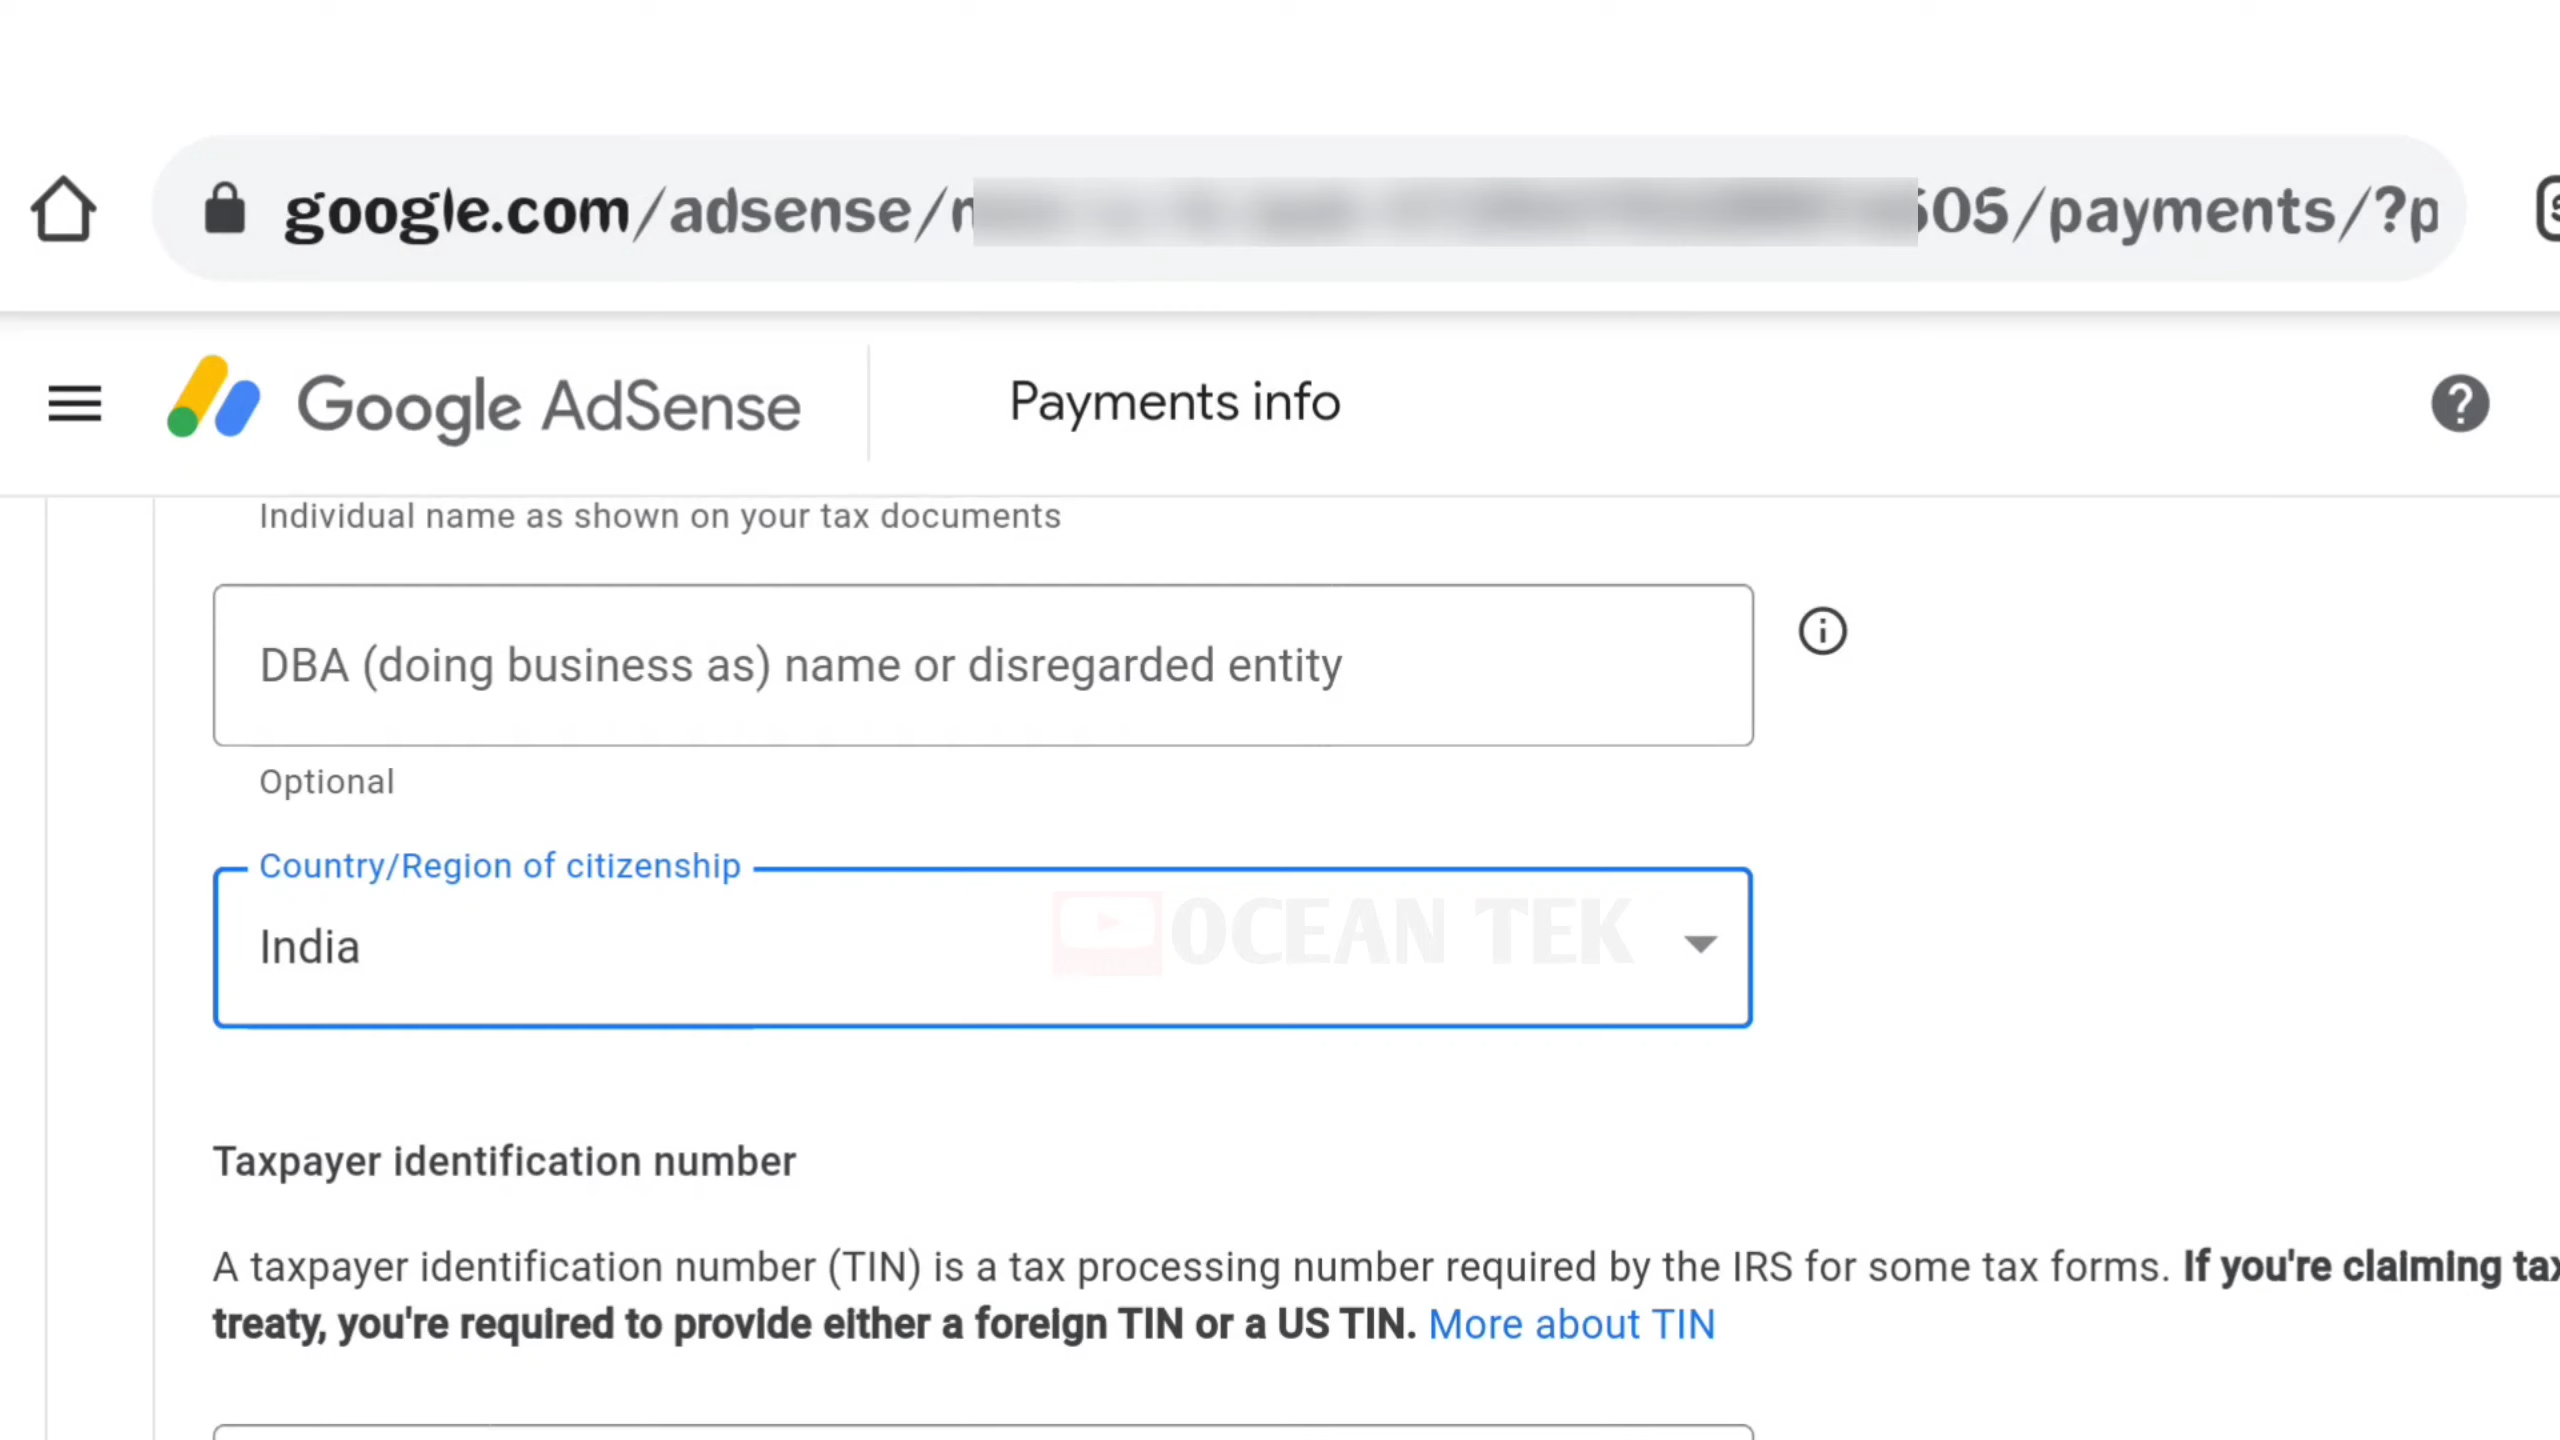 google.com/adsense/ 605/payments/?p
Google AdSense
Payments info
Individual name as shown on your tax documents
DBA (doing business as) name or disregarded entity
Optional
Country/Region of citizenship
India
OCEAN TEK
Taxpayer identification number
A taxpayer identification number (TIN) is a tax processing number required by the IRS for some tax forms. If you're claiming tax
treaty, you're required to provide either a foreign TIN or a US TIN. More about TIN